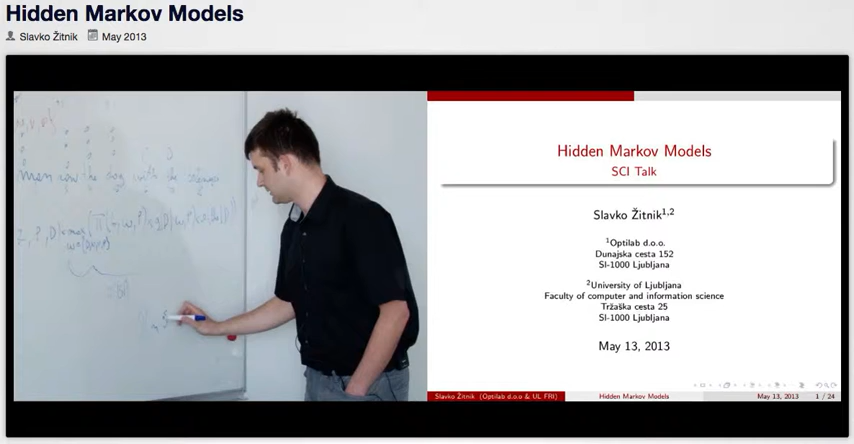 Hidden Markov Models
Slavko Žitnik May 2013
man saw the dog with the
Hidden Markov Models
SCI Talk
Slavko Žitnik1,2
1Optilab d.o.o.
Dunajska cesta 152
SI-1000 Ljubljana
2University of Ljubljana
Faculty of computer and information science
Tržaška cesta 25
SI-1000 Ljubljana
May 13, 2013
Slavko Žitnik (Optilab d.o.o & UL FRI) Hidden Markov Models May 13, 2013 1 / 24